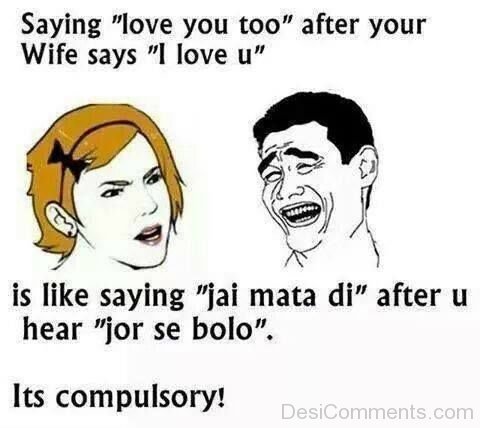 Saying "love you too" after your
Wife says "I love u"
is like saying "jai mata di" after u
hear "jor se bolo".
Its compulsory!
DesiComments.com